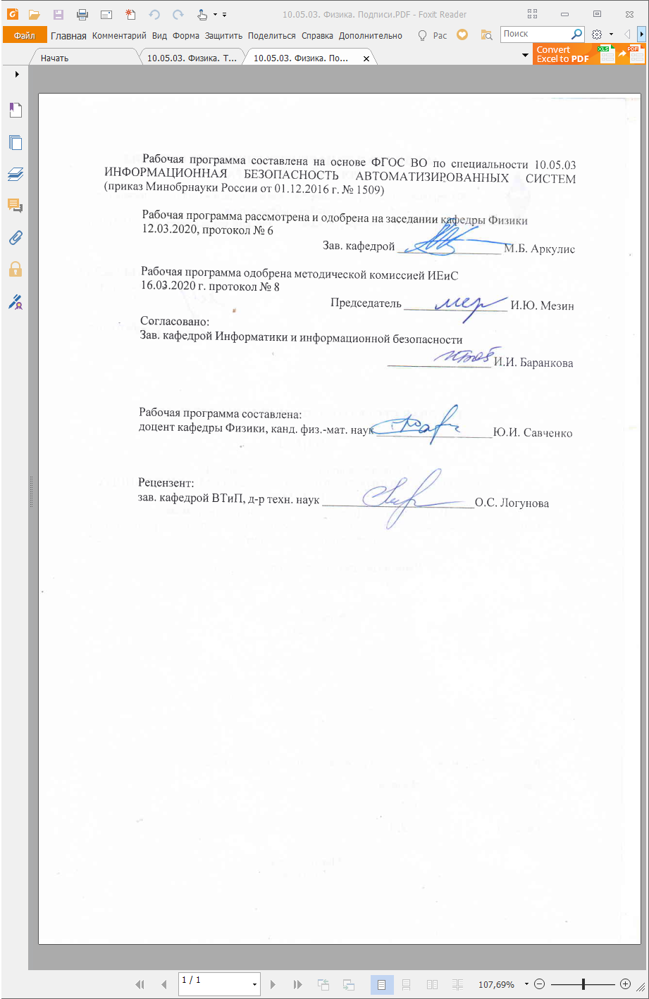 10.05.03. Физика. Подписи.PDF - Foxit Reader
Файл Главная Комментарий Вид Форма Защитить Поделиться Справка Дополнительно Рас Поиск
Начать 10.05.03. Физика. Т... 10.05.03. Физика. По... Convert
Excel to PDF XLS PDF
Рабочая программа составлена на основе ФГОС ВО по специальности 10.05.03
ИНФОРМАЦИОННАЯ БЕЗОПАСНОСТЬ АВТОМАТИЗИРОВАННЫХ СИСТЕМ
(приказ Минобрнауки России от 01.12.2016 г. № 1509)
Рабочая программа рассмотрена и одобрена на заседании кафедры Физики
12.03.2020, протокол № 6
Зав. кафедрой М.Б. Аркулис
Рабочая программа одобрена методической комиссией ИЕиС
16.03.2020 г. протокол № 8
Председатель И.Ю. Мезин
Согласовано:
Зав. кафедрой Информатики и информационной безопасности
И.И. Баранкова
Рабочая программа составлена:
доцент кафедры Физики, канд. физ.-мат. наук Ю.И. Савченко
Рецензент:
зав. кафедрой ВТиП, д-р техн. наук О.С. Логунова
1 / 1 107,69%